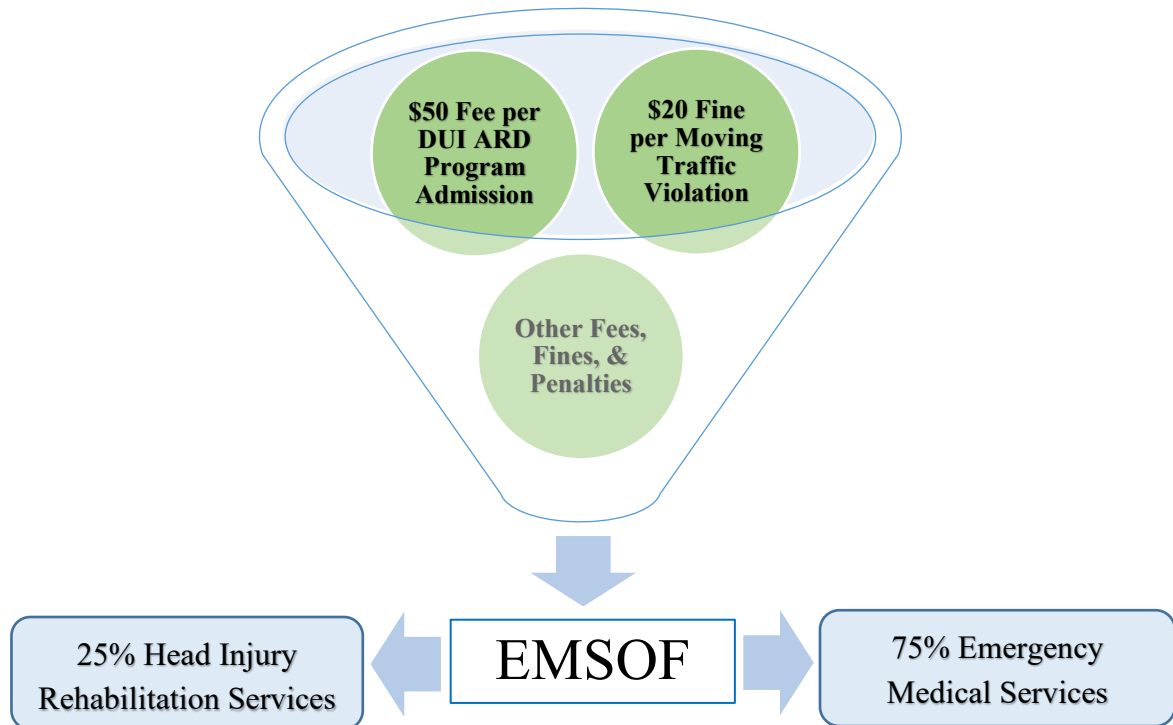 $50 Fee per
DUI ARD
Program
Admission
$20 Fine
per Moving
Traffic
Violation
Other Fees,
Fines, &
Penalties
EMSOF
25% Head Injury
Rehabilitation Services
75% Emergency
Medical Services